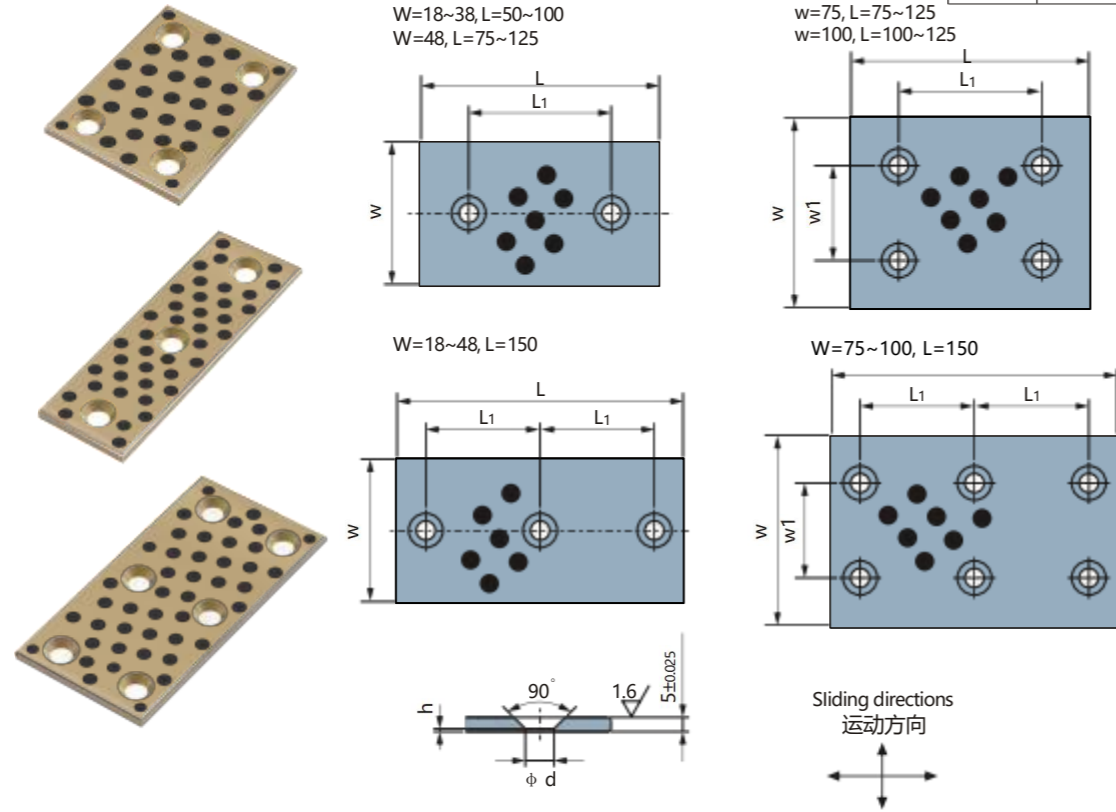 W=18~38, L=50~100
W=48, L=75~125
L
L1
w
w=75, L=75~125
w=100, L=100~125
L
L1
w
w1
W=18~48, L=150
L
L1 L1
w
W=75~100, L=150
L1 L1
w
w1
90°
1.6
5±0.025
h
φ d
Sliding directions
运动方向